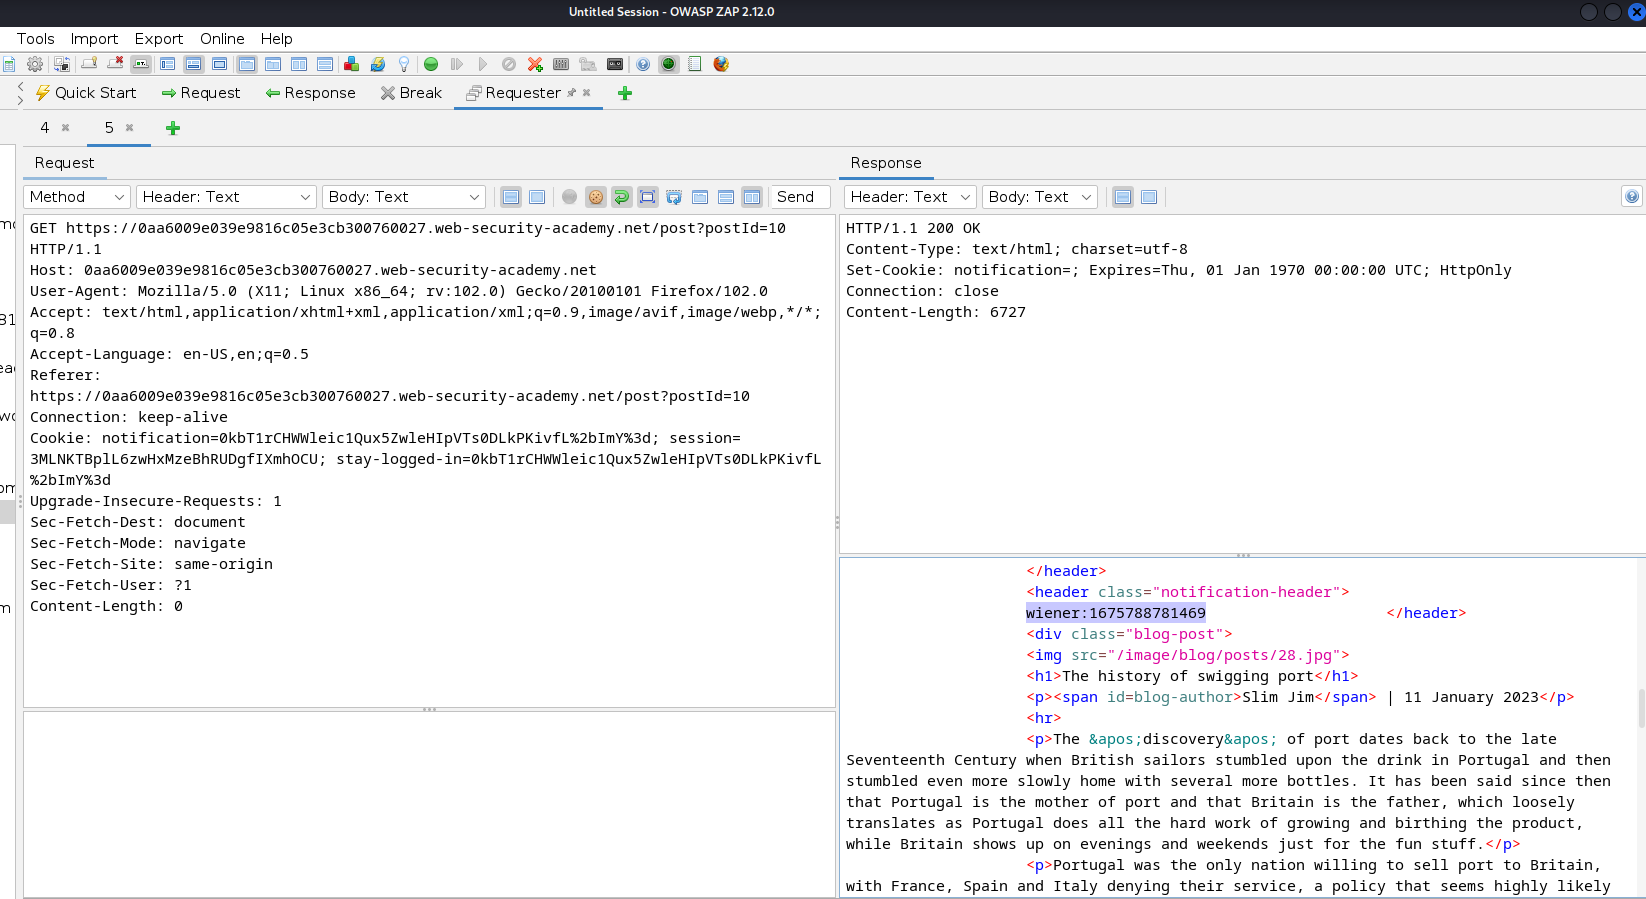 Untitled Session - OWASP ZAP 2.12.0
Tools Import Export Online Help
Quick Start Request Response Break Requester
4 5
Request
Method Header: Text Body: Text Send
GET https://0aa6009e039e9816c05e3cb300760027.web-security-academy.net/post?postId=10
HTTP/1.1
Host: 0aa6009e039e9816c05e3cb300760027.web-security-academy.net
User-Agent: Mozilla/5.0 (X11; Linux x86_64; rv:102.0) Gecko/20100101 Firefox/102.0
Accept: text/html,application/xhtml+xml,application/xml;q=0.9,image/avif,image/webp,*/*;
q=0.8
Accept-Language: en-US,en;q=0.5
Referer:
https://0aa6009e039e9816c05e3cb300760027.web-security-academy.net/post?postId=10
Connection: keep-alive
Cookie: notification=0kbT1rCHWWleic1Qux5ZwleHIpVTs0DLkPKivfL%2bImY%3d; session=
3MLNKTBplL6zwHxMzeBhRUDgfIXmhOCU; stay-logged-in=0kbT1rCHWWleic1Qux5ZwleHIpVTs0DLkPKivfL
%2bImY%3d
Upgrade-Insecure-Requests: 1
Sec-Fetch-Dest: document
Sec-Fetch-Mode: navigate
Sec-Fetch-Site: same-origin
Sec-Fetch-User: ?1
Content-Length: 0
Response
Header: Text Body: Text
HTTP/1.1 200 OK
Content-Type: text/html; charset=utf-8
Set-Cookie: notification=; Expires=Thu, 01 Jan 1970 00:00:00 UTC; HttpOnly
Connection: close
Content-Length: 6727
</header>
<header class="notification-header">
wiener:1675788781469 </header>
<div class="blog-post">
<img src="/image/blog/posts/28.jpg">
<h1>The history of swigging port</h1>
<p><span id=blog-author>Slim Jim</span> | 11 January 2023</p>
<hr>
<p>The &apos;discovery&apos; of port dates back to the late
Seventeenth Century when British sailors stumbled upon the drink in Portugal and then
stumbled even more slowly home with several more bottles. It has been said since then
that Portugal is the mother of port and that Britain is the father, which loosely
translates as Portugal does all the hard work of growing and birthing the product,
while Britain shows up on evenings and weekends just for the fun stuff.</p>
<p>Portugal was the only nation willing to sell port to Britain,
with France, Spain and Italy denying their service, a policy that seems highly likely